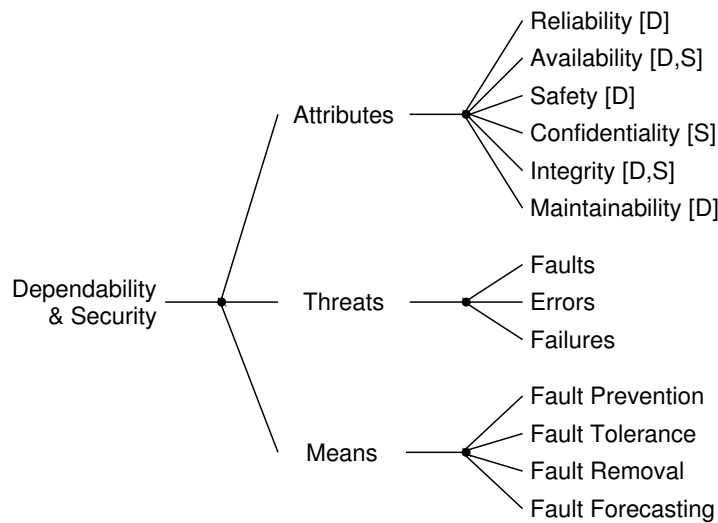 Reliability [D]
Availability [D,S]
Safety [D]
Attributes
Confidentiality [S]
Integrity [D,S]
Maintainability [D]
Dependability
& Security
Threats
Faults
Errors
Failures
Means
Fault Prevention
Fault Tolerance
Fault Removal
Fault Forecasting